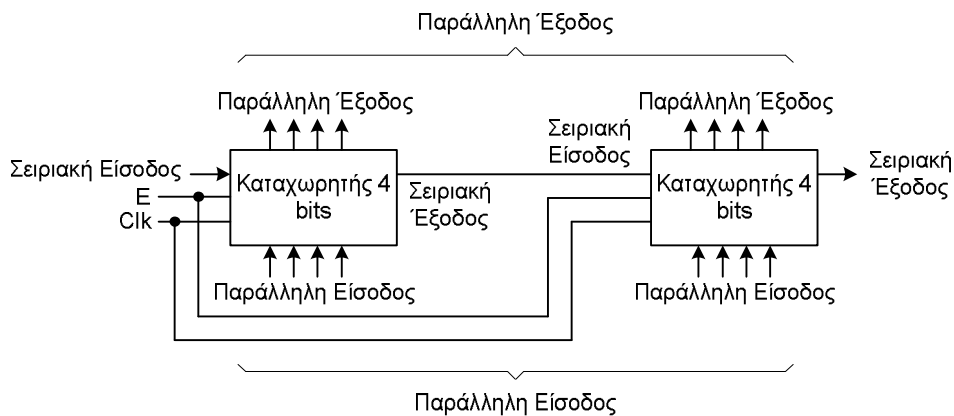 Παράλληλη Έξοδος
Παράλληλη Έξοδος
Παράλληλη Έξοδος
Σειριακή
Είσοδος
Σειριακή Είσοδος
E
Clk
Καταχωρητής 4
bits
Σειριακή
Έξοδος
Καταχωρητής 4
bits
Σειριακή
Έξοδος
Παράλληλη Είσοδος
Παράλληλη Είσοδος
Παράλληλη Είσοδος